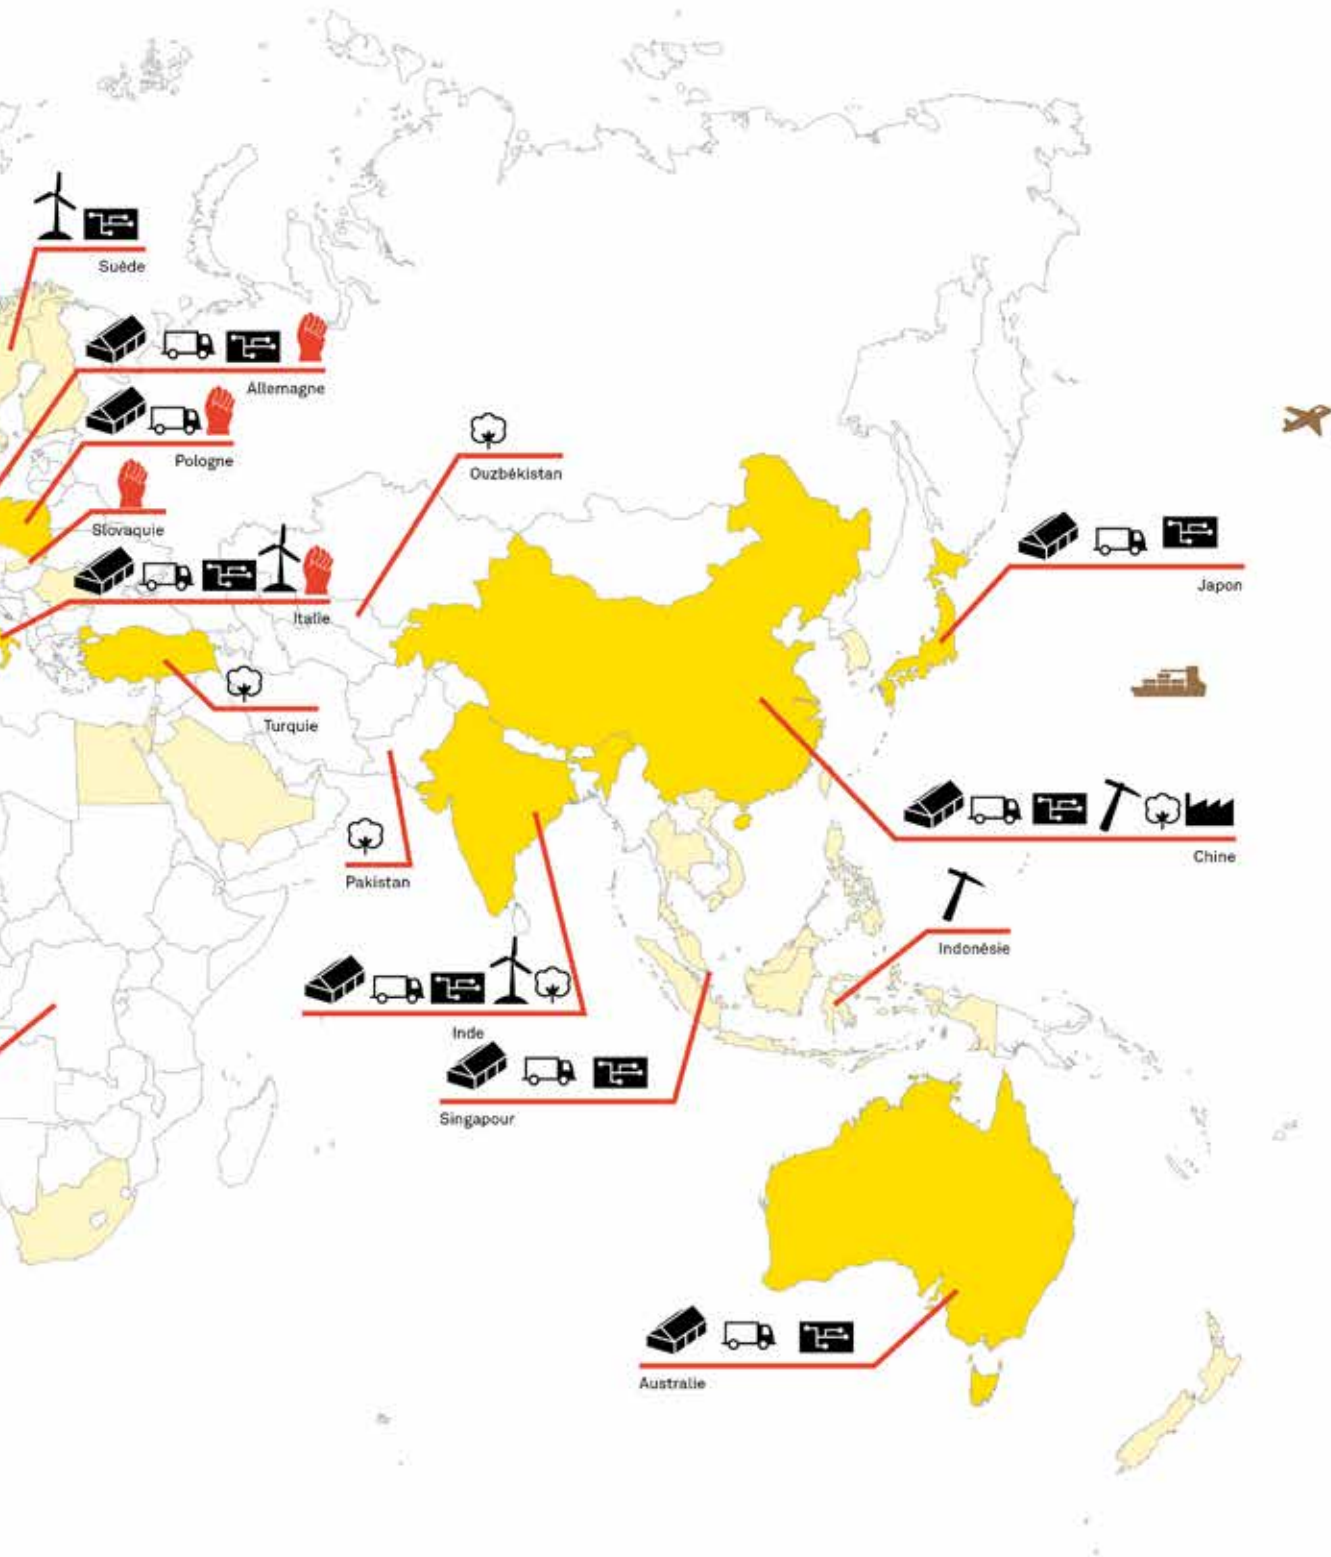 Suède
Allemagne
Pologne
Ouzbékistan
Slovaquie
Japon
Italie
Turquie
Chine
Pakistan
Indonésie
Inde
Singapour
Australie